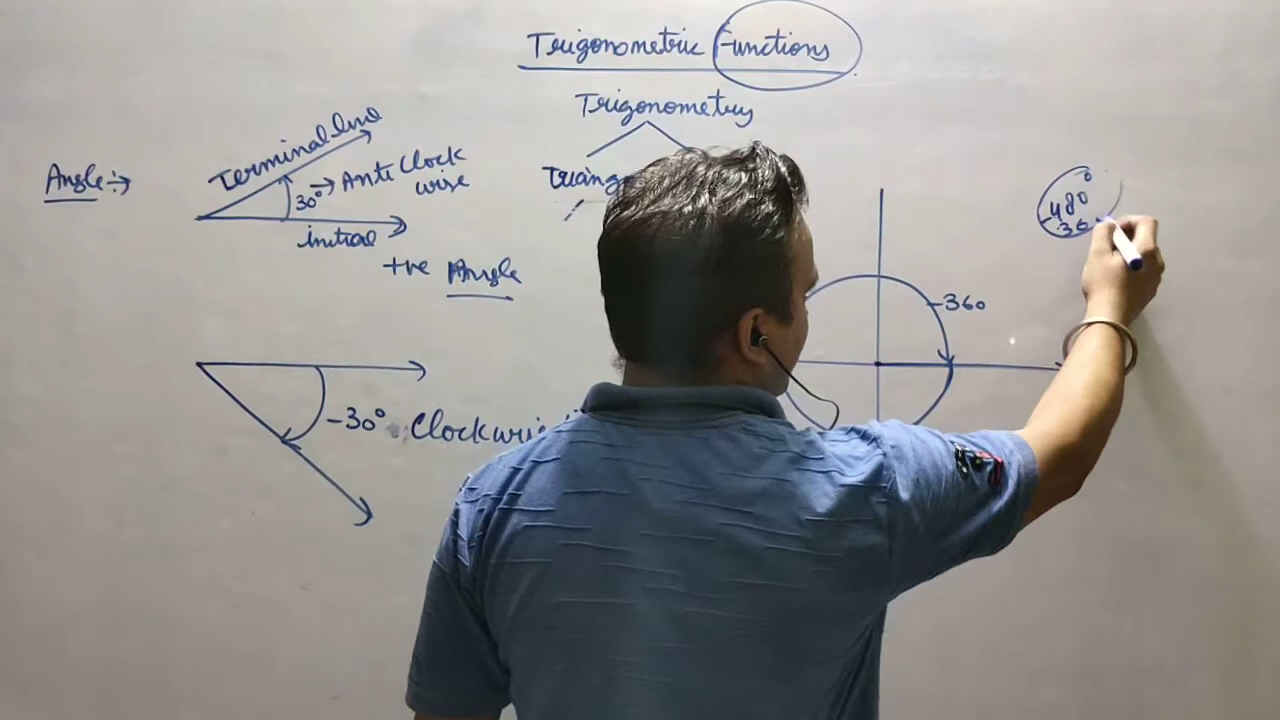 Trigonometric Functions
Trigonometry
Angle :→
Terminal line
30° → Anti Clock
wise
initial
+ve Angle
-360
480°
-30°